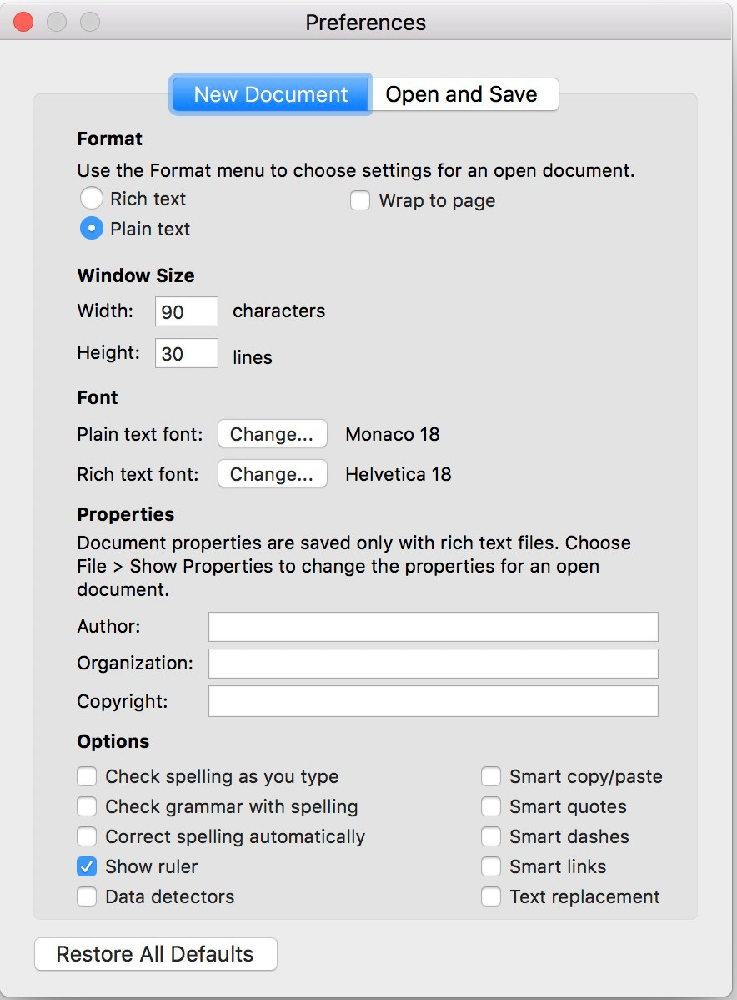 Preferences
New Document Open and Save
Format
Use the Format menu to choose settings for an open document.
Rich text Wrap to page
Plain text
Window Size
Width: 90 characters
Height: 30 lines
Font
Plain text font: Change... Monaco 18
Rich text font: Change... Helvetica 18
Properties
Document properties are saved only with rich text files. Choose
File > Show Properties to change the properties for an open
document.
Author:
Organization:
Copyright:
Options
Check spelling as you type Smart copy/paste
Check grammar with spelling Smart quotes
Correct spelling automatically Smart dashes
Show ruler Smart links
Data detectors Text replacement
Restore All Defaults